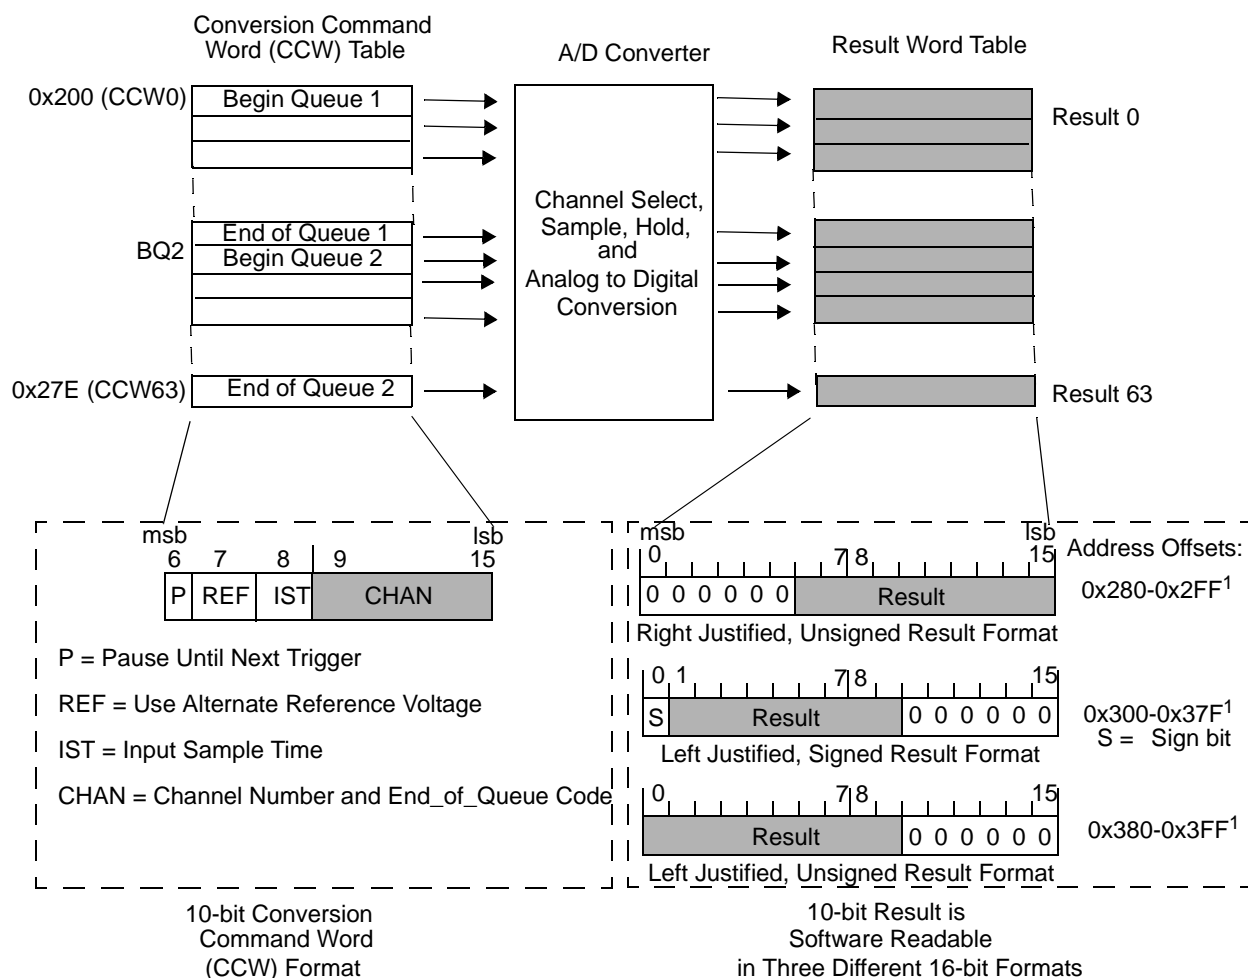 Conversion Command
Word (CCW) Table
A/D Converter
Result Word Table
0x200 (CCW0)
Begin Queue 1
Result 0
Channel Select,
Sample, Hold,
and
Analog to Digital
Conversion
End of Queue 1
BQ2
Begin Queue 2
0x27E (CCW63)
End of Queue 2
Result 63
msb
lsb
6 7 8 9 15
P REF IST CHAN
P = Pause Until Next Trigger
REF = Use Alternate Reference Voltage
IST = Input Sample Time
CHAN = Channel Number and End_of_Queue Code
10-bit Conversion
Command Word
(CCW) Format
msb
lsb
0 7 8 15
Address Offsets:
0 0 0 0 0 0 Result
0x280-0x2FF1
Right Justified, Unsigned Result Format
0 1 7 8 15
S Result 0 0 0 0 0 0
0x300-0x37F1
S = Sign bit
Left Justified, Signed Result Format
0 7 8 15
Result 0 0 0 0 0 0
0x380-0x3FF1
Left Justified, Unsigned Result Format
10-bit Result is
Software Readable
in Three Different 16-bit Formats